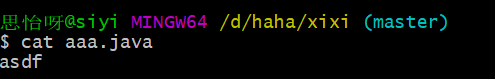 思怡呀@siyi MINGW64 /d/haha/xixi (master)
$ cat aaa.java
asdf